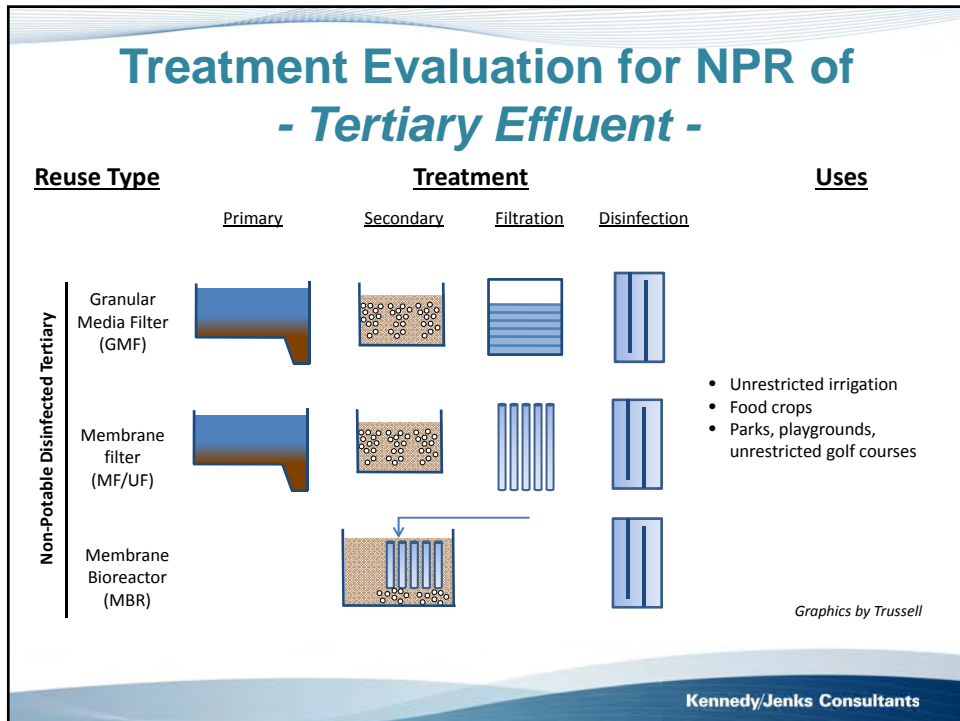 Treatment Evaluation for NPR of
- Tertiary Effluent -
Reuse Type
Treatment
Uses
Primary
Secondary
Filtration
Disinfection
Non-Potable Disinfected Tertiary
Granular
Media Filter
(GMF)
Membrane
filter
(MF/UF)
Membrane
Bioreactor
(MBR)
• Unrestricted irrigation
• Food crops
• Parks, playgrounds,
unrestricted golf courses
Graphics by Trussell
Kennedy/Jenks Consultants